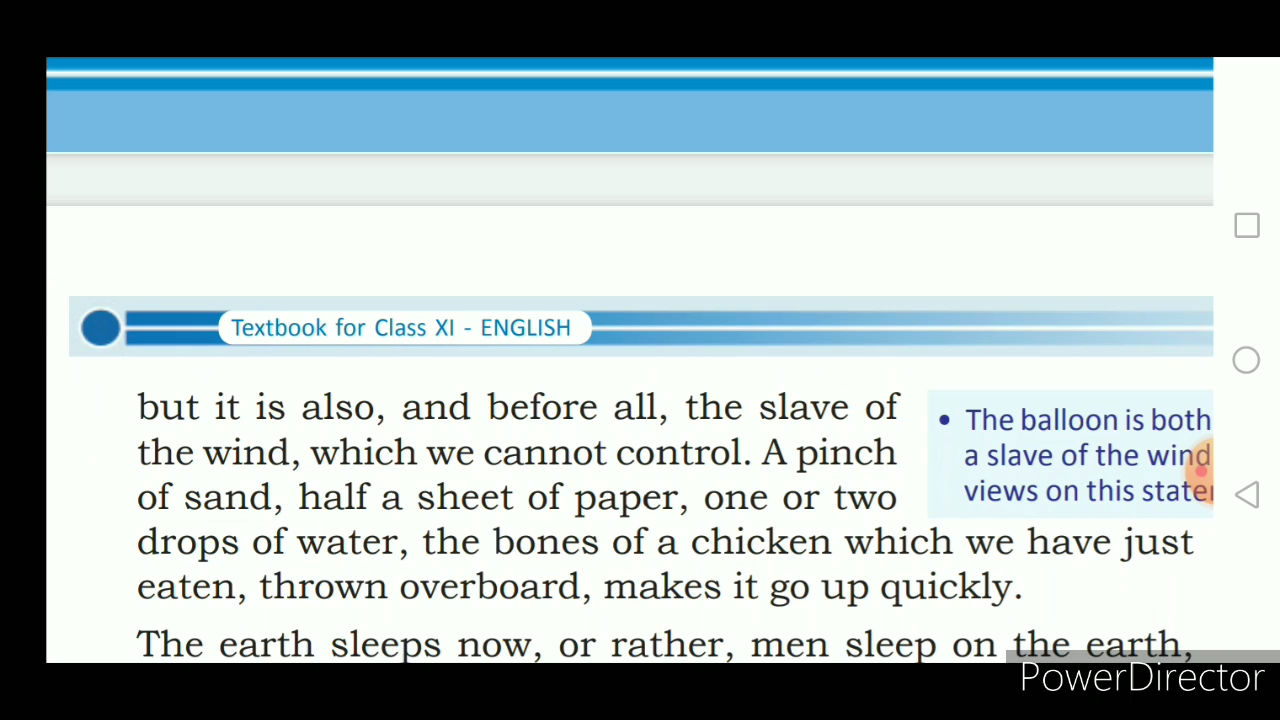 Textbook for Class XI - ENGLISH
but it is also, and before all, the slave of
the wind, which we cannot control. A pinch
of sand, half a sheet of paper, one or two
drops of water, the bones of a chicken which we have just
eaten, thrown overboard, makes it go up quickly.
The earth sleeps now, or rather, men sleep on the earth,
• The balloon is both
a slave of the wind
views on this
PowerDirector